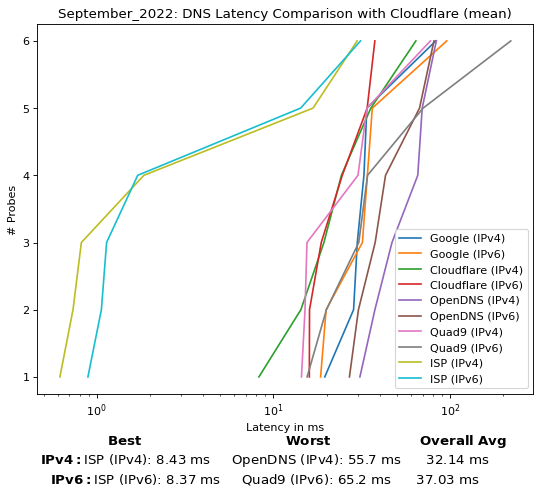 September_2022: DNS Latency Comparison with Cloudflare (mean)
# Probes
6
5
4
3
2
1
Google (IPv4)
Google (IPv6)
Cloudflare (IPv4)
Cloudflare (IPv6)
OpenDNS (IPv4)
OpenDNS (IPv6)
Quad9 (IPv4)
Quad9 (IPv6)
ISP (IPv4)
ISP (IPv6)
10⁰ 10¹ 10²
Latency in ms
Best Worst Overall Avg
IPv4: ISP (IPv4): 8.43 ms OpenDNS (IPv4): 55.7 ms 32.14 ms
IPv6: ISP (IPv6): 8.37 ms Quad9 (IPv6): 65.2 ms 37.03 ms